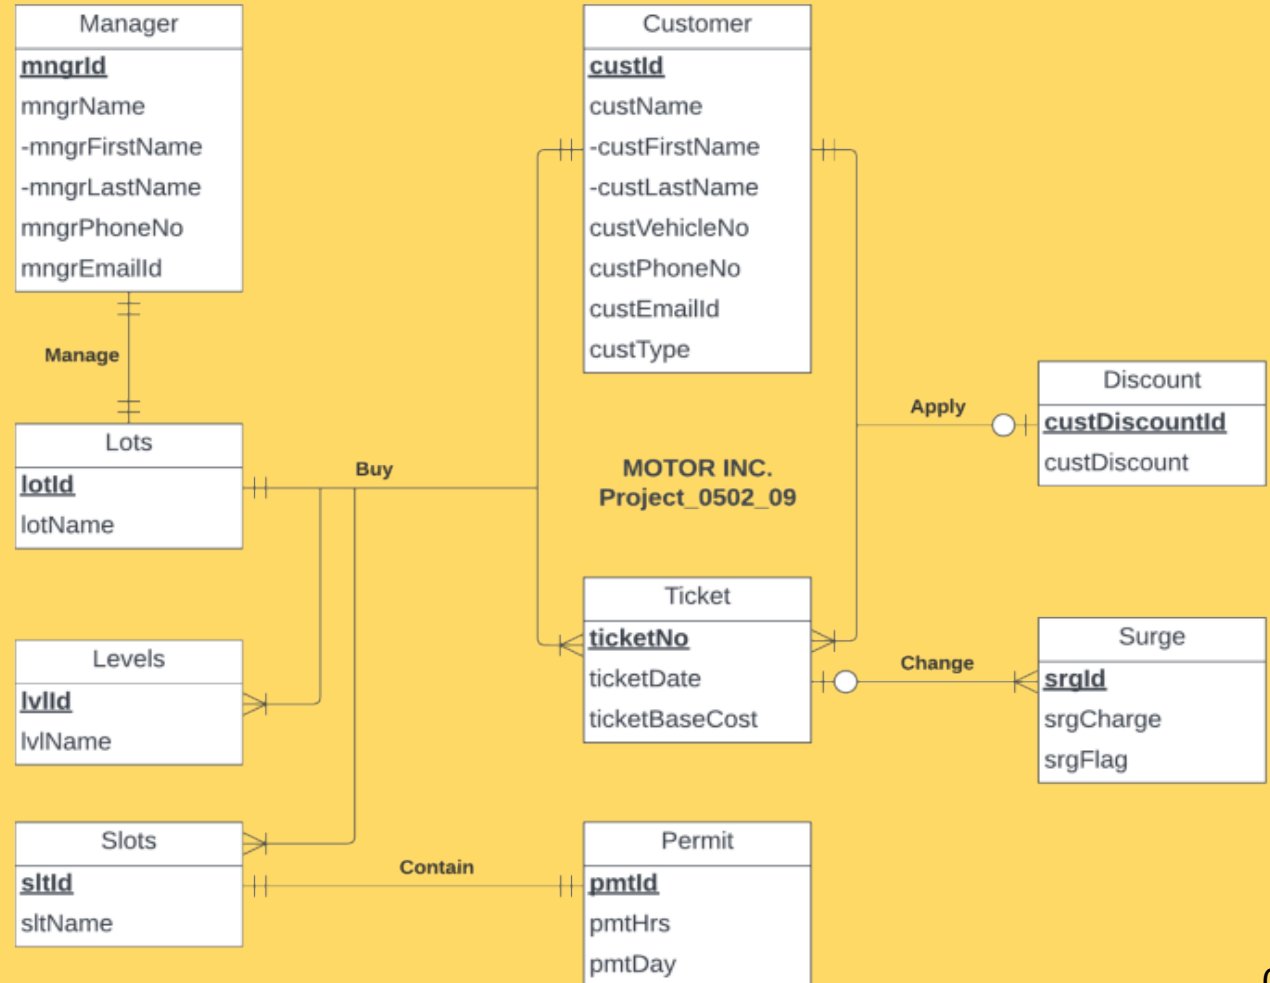 Manager
mngrId
mngrName
-mngrFirstName
-mngrLastName
mngrPhoneNo
mngrEmailId
Customer
custId
custName
-custFirstName
-custLastName
custVehicleNo
custPhoneNo
custEmailId
custType
Manage
Discount
custDiscountId
custDiscount
Apply
Lots
lotId
lotName
Buy
MOTOR INC.
Project_0502_09
Ticket
ticketNo
ticketDate
ticketBaseCost
Change
Surge
srgId
srgCharge
srgFlag
Levels
lvlId
lvlName
Slots
sltId
sltName
Contain
Permit
pmtId
pmtHrs
pmtDay